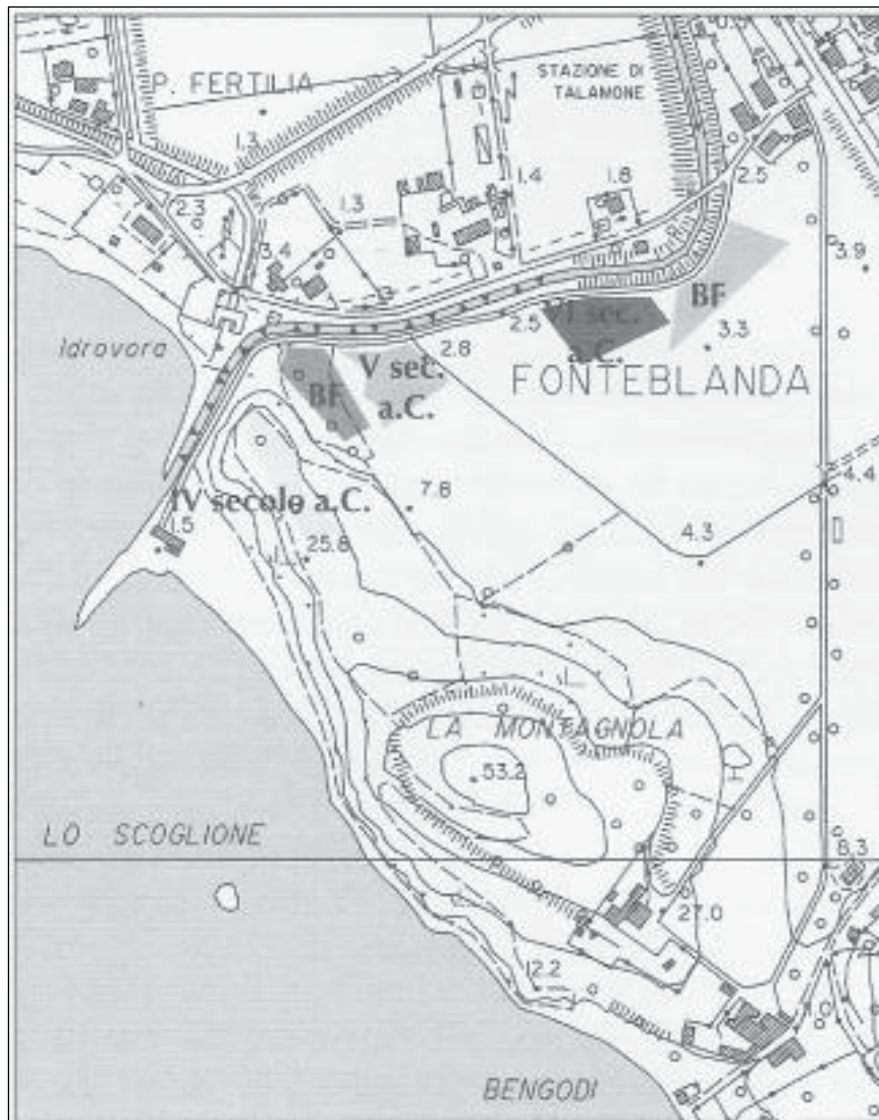 P. FERTILIA
STAZIONE DI
TALAMONE
1.3
1.4
1.8
2.5
2.3
1.3
3.4
3.9
BF
Idrovora
2.5
VI sec.
a.C.
3.3
2.8
BF
V sec.
a.C.
FONTEBLANDA
4.4
7.8
IV secolo a.C.
1.5
25.8
4.3
LA MONTAGNOLA
53.2
LO SCOGLIONE
27.0
12.2
BENGODI